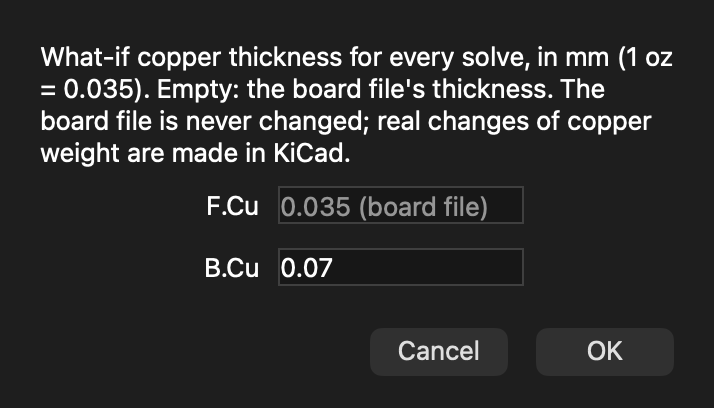 What-if copper thickness for every solve, in mm (1 oz
= 0.035). Empty: the board file's thickness. The
board file is never changed; real changes of copper
weight are made in KiCad.
F.Cu 0.035 (board file)
B.Cu 0.07
Cancel OK